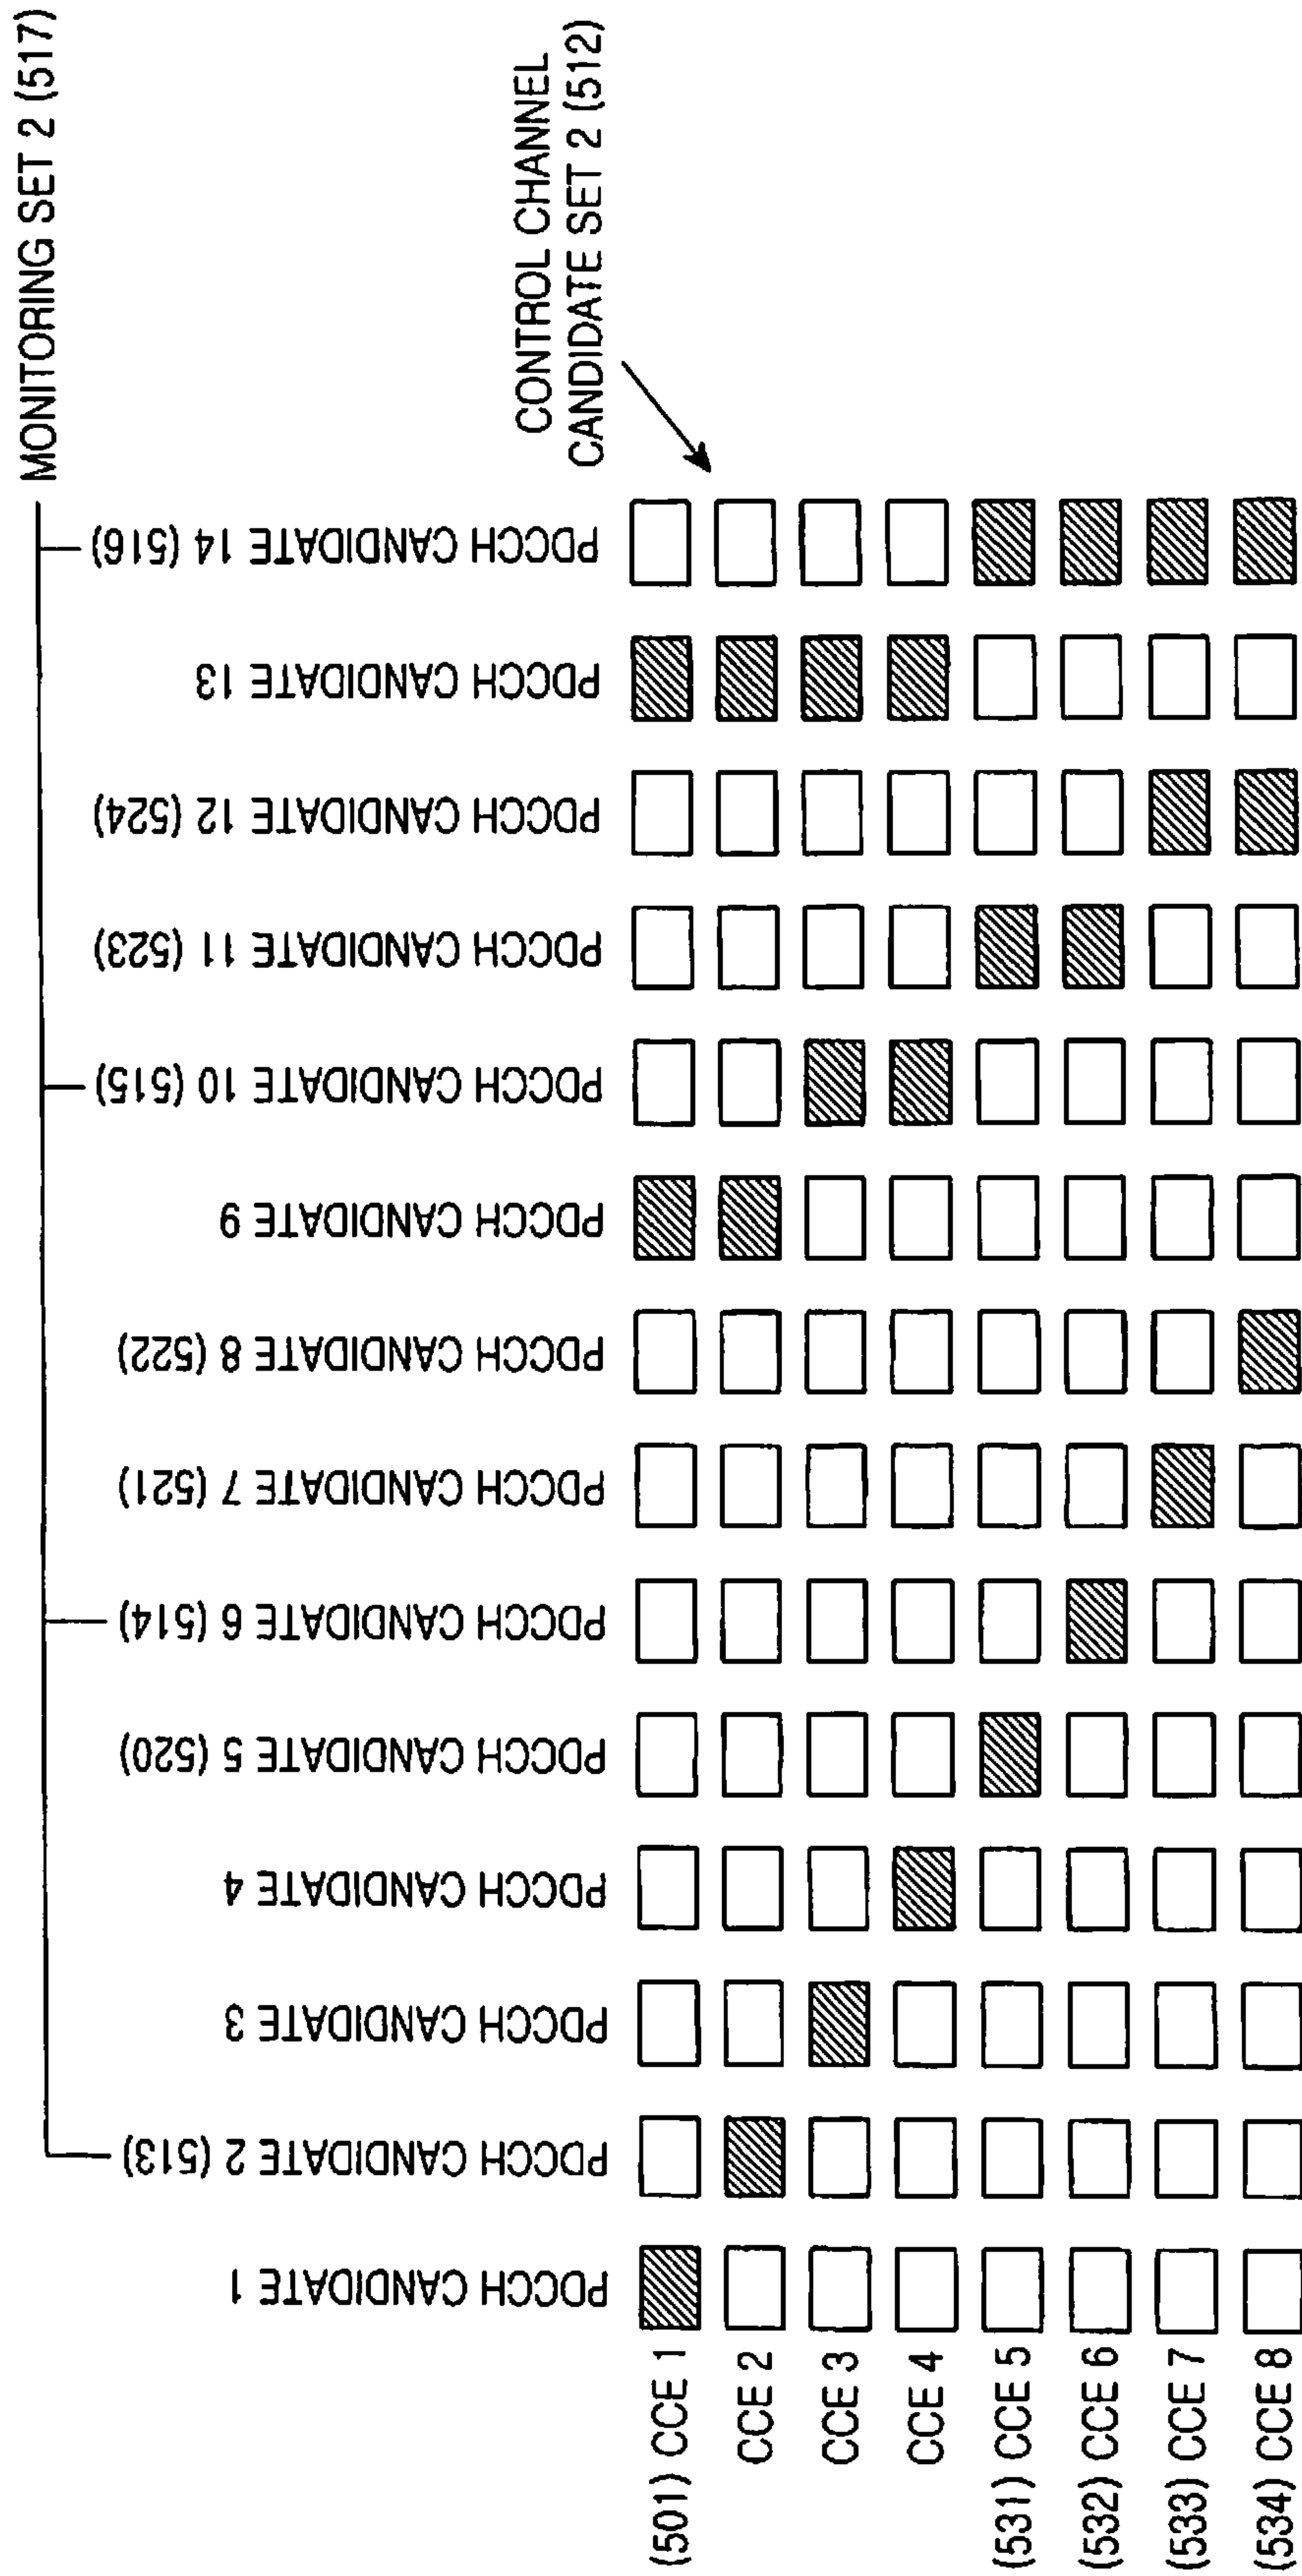 MONITORING SET 2 (517)
CONTROL CHANNEL
CANDIDATE SET 2 (512)
PDCCH CANDIDATE 1
PDCCH CANDIDATE 2 (513)
PDCCH CANDIDATE 3
PDCCH CANDIDATE 4
PDCCH CANDIDATE 5 (520)
PDCCH CANDIDATE 6 (514)
PDCCH CANDIDATE 7 (521)
PDCCH CANDIDATE 8 (522)
PDCCH CANDIDATE 9
PDCCH CANDIDATE 10 (515)
PDCCH CANDIDATE 11 (523)
PDCCH CANDIDATE 12 (524)
PDCCH CANDIDATE 13
PDCCH CANDIDATE 14 (516)
(501) CCE 1
CCE 2
CCE 3
CCE 4
(531) CCE 5
(532) CCE 6
(533) CCE 7
(534) CCE 8